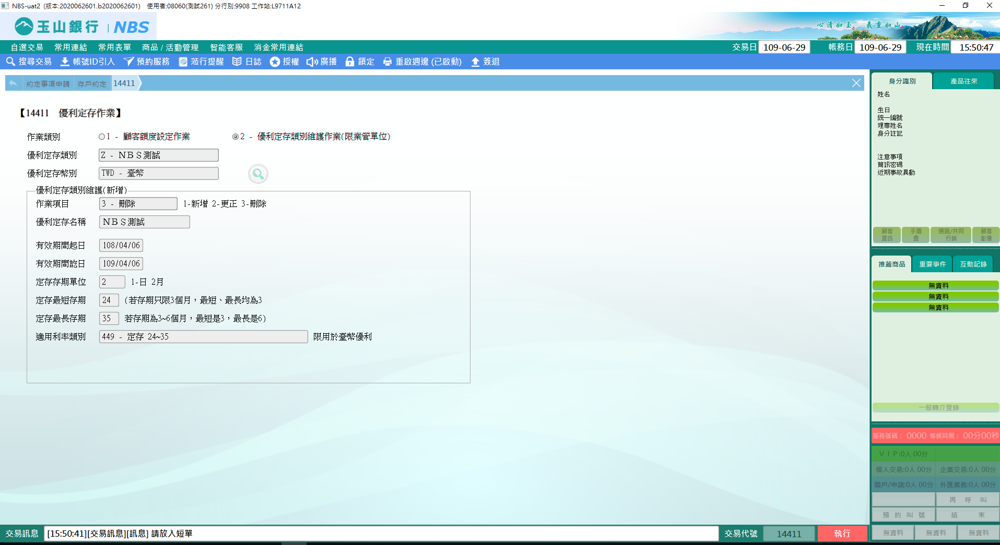 NBS-uat2 (版本:2020062601.b2020062601) 使用者:08060(測試261) 分行別:9908 工作站:L9711A12
玉山銀行 | NBS
心清如玉 義重如山
自選交易 常用連結 常用表單 商品 / 活動管理 智能客服 消金常用連結 交易日 109-06-29 帳務日 109-06-29 現在時間 15:50:47
搜尋交易 帳號ID引入 預約服務 蒞行提醒 日誌 授權 廣播 鎖定 重啟週邊 (已啟動) 簽退
約定事項申請 存戶約定 14411
【14411 優利定存作業】
作業類別 1 - 顧客額度設定作業 2 - 優利定存類別維護作業(限業管單位)
優利定存類別 Z - ＮＢＳ測試
優利定存幣別 TWD - 臺幣
優利定存類別維護(新增)
作業項目 3 - 刪除 1-新增 2-更正 3-刪除
優利定存名稱 ＮＢＳ測試
有效期間起日 108/04/06
有效期間訖日 109/04/06
定存存期單位 2 1-日 2月
定存最短存期 24 (若存期只限3個月，最短、最長均為3
定存最長存期 35 若存期為3~6個月，最短是3，最長是6)
適用利率類別 449 - 定存 24~35 限用於臺幣優利
身分識別 產品往來
姓名
生日
統一編號
理專姓名
身分註記
注意事項
簡訊密碼
近期事故異動
顧客資訊 手續費 通路/共同行銷 顧客影像
推薦商品 重要事件 互動記錄
無資料
無資料
無資料
一般轉介登錄
服務號碼： 0000 等候時間： 00分00秒
ＶＩＰ:0人 00分
個人交易:0人 00分 企業交易:0人 00分
開戶/申請:0人 00分 外匯業務:0人 00分
再 呼 叫
預 約 叫 號 結 束
無資料 無資料 無資料
交易訊息 [15:50:41][交易訊息][訊息] 請放入短單 交易代號 14411 執行